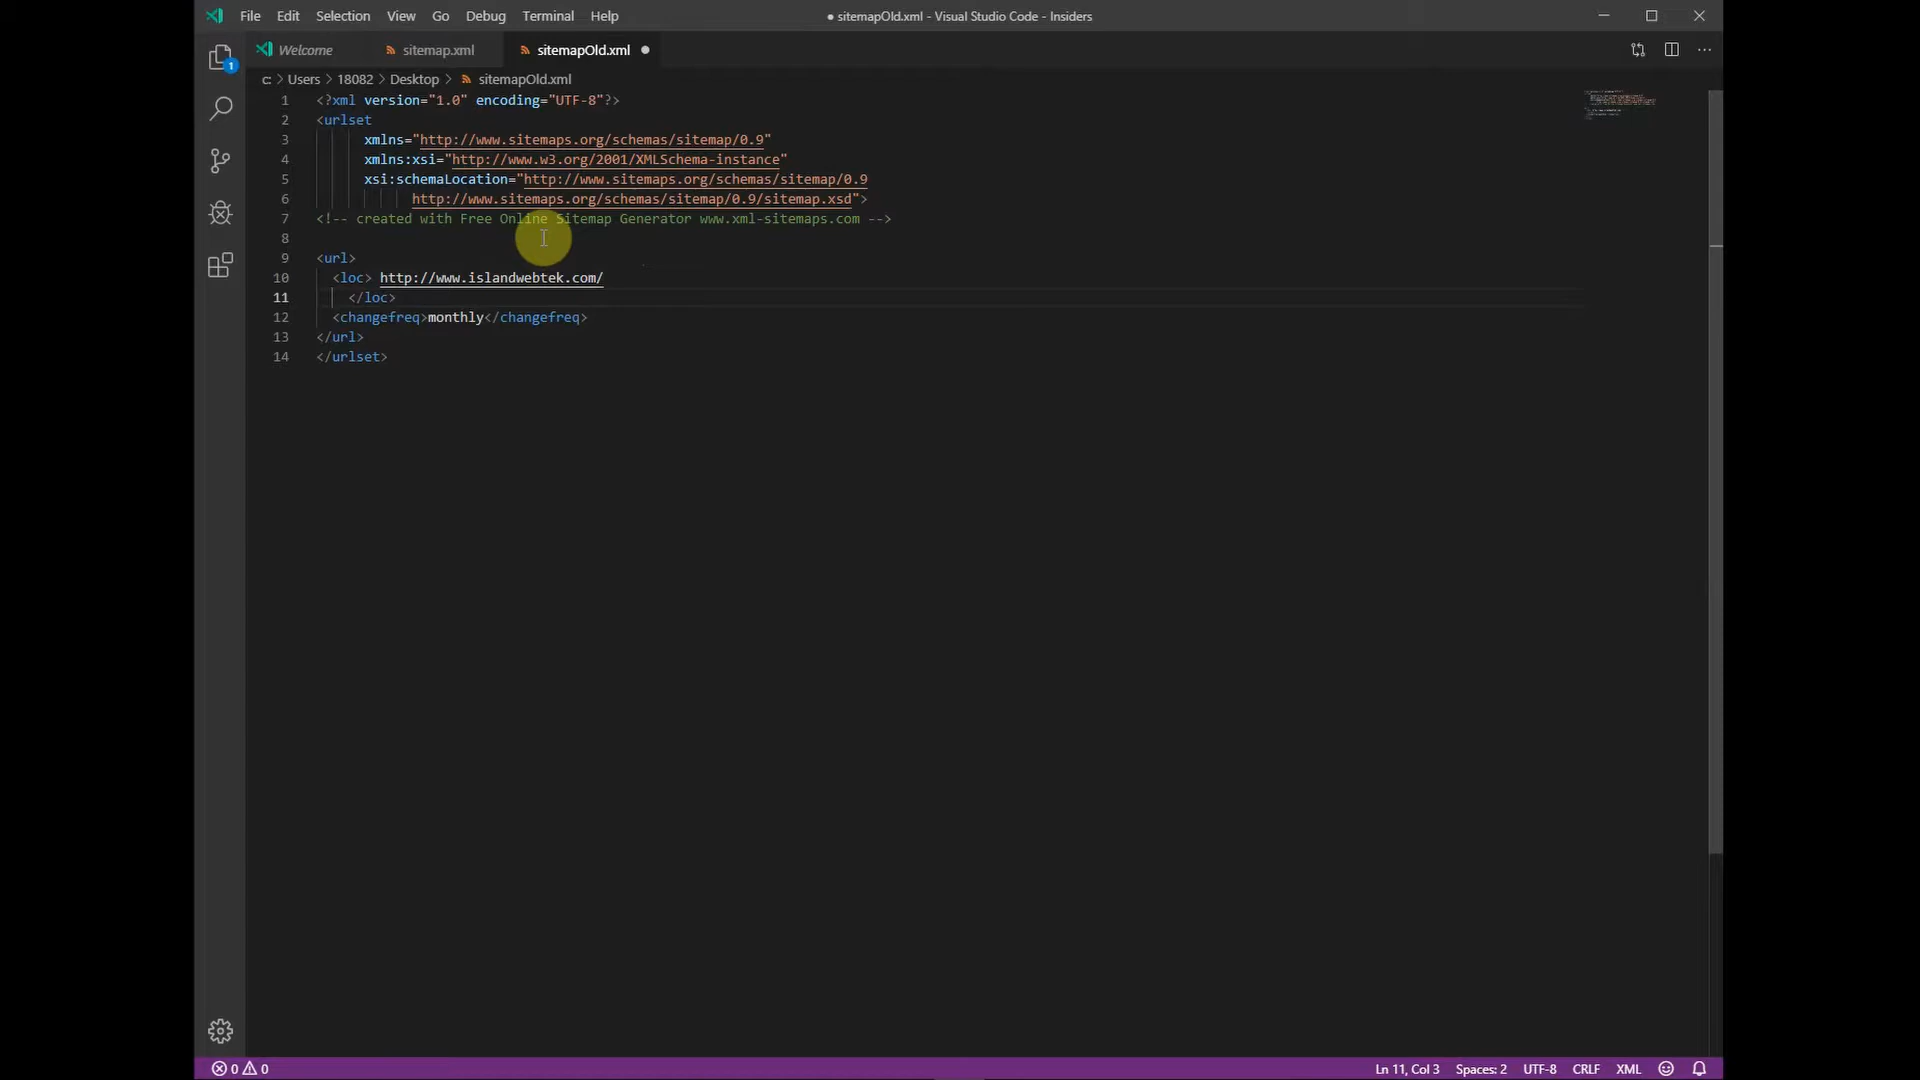 File Edit Selection View Go Debug Terminal Help ● sitemapOld.xml - Visual Studio Code - Insiders
Welcome sitemap.xml sitemapOld.xml ●
1
c: > Users > 18082 > Desktop > sitemapOld.xml
1 <?xml version="1.0" encoding="UTF-8"?>
2 <urlset
3 xmlns="http://www.sitemaps.org/schemas/sitemap/0.9"
4 xmlns:xsi="http://www.w3.org/2001/XMLSchema-instance"
5 xsi:schemaLocation="http://www.sitemaps.org/schemas/sitemap/0.9
6 http://www.sitemaps.org/schemas/sitemap/0.9/sitemap.xsd">
7 <!-- created with Free Online Sitemap Generator www.xml-sitemaps.com -->
8
9 <url>
10 <loc> http://www.islandwebtek.com/
11 </loc>
12 <changefreq>monthly</changefreq>
13 </url>
14 </urlset>
0 0 Ln 11, Col 3 Spaces: 2 UTF-8 CRLF XML